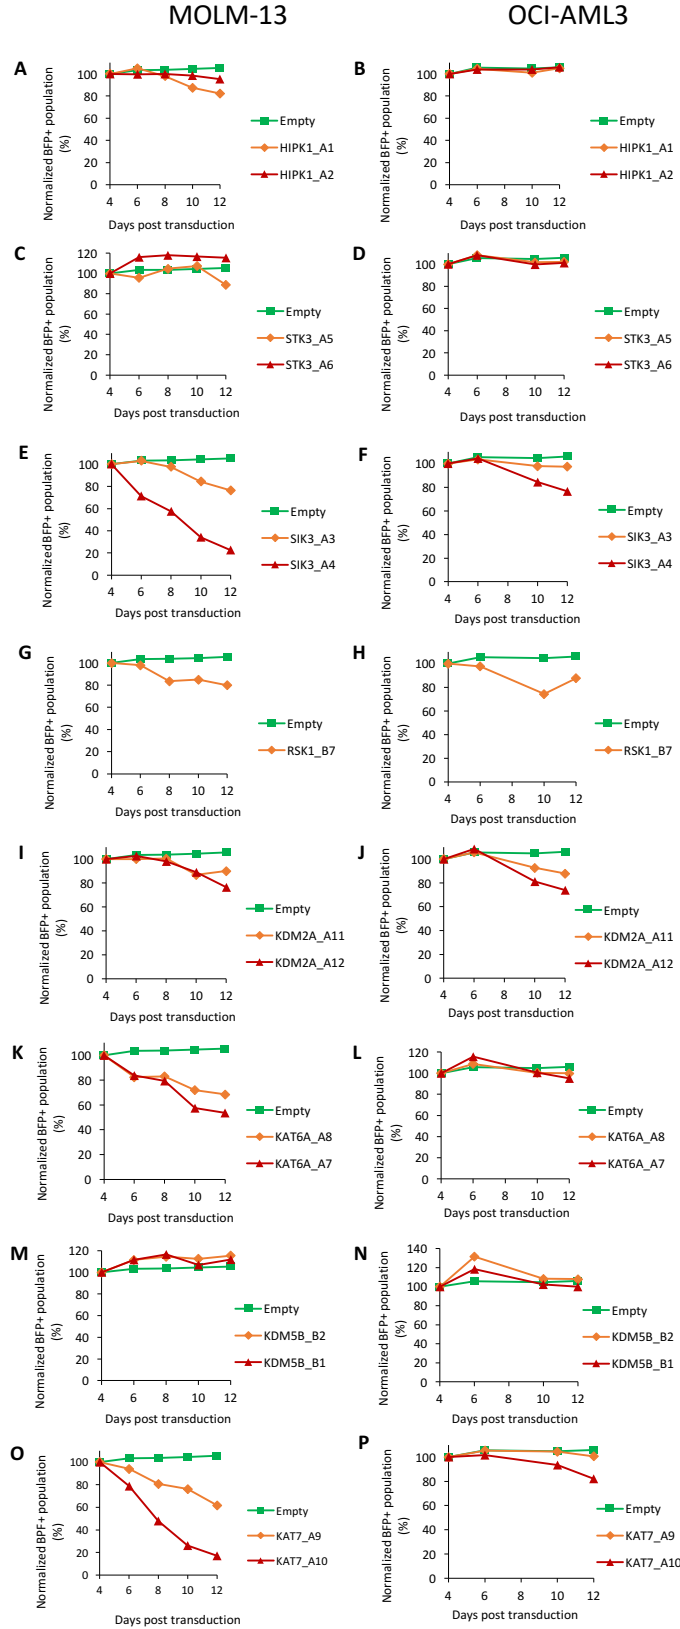 MOLM-13 OCI-AML3
A
Normalized BFP+ population
(%)
100
80
60
40
20
0
4 6 8 10 12
Days post transduction
Empty
HIPK1_A1
HIPK1_A2
B
Normalized BFP+ population
(%)
100
80
60
40
20
0
4 6 8 10 12
Days post transduction
Empty
HIPK1_A1
HIPK1_A2
C
Normalized BFP+ population
(%)
120
100
80
60
40
20
0
4 6 8 10 12
Days post transduction
Empty
STK3_A5
STK3_A6
D
Normalized BFP+ population
(%)
100
80
60
40
20
0
4 6 8 10 12
Days post transduction
Empty
STK3_A5
STK3_A6
E
Normalized BFP+ population
(%)
100
80
60
40
20
0
4 6 8 10 12
Days post transduction
Empty
SIK3_A3
SIK3_A4
F
Normalized BFP+ population
(%)
100
80
60
40
20
0
4 6 8 10 12
Days post transduction
Empty
SIK3_A3
SIK3_A4
G
Normalized BFP+ population
(%)
100
80
60
40
20
0
4 6 8 10 12
Days post transduction
Empty
RSK1_B7
H
Normalized BFP+ population
(%)
100
80
60
40
20
0
4 6 8 10 12
Days post transduction
Empty
RSK1_B7
I
Normalized BFP+ population
(%)
100
80
60
40
20
0
4 6 8 10 12
Days post transduction
Empty
KDM2A_A11
KDM2A_A12
J
Normalized BFP+ population
(%)
100
80
60
40
20
0
4 6 8 10 12
Days post transduction
Empty
KDM2A_A11
KDM2A_A12
K
Normalized BFP+ population
(%)
100
80
60
40
20
0
4 6 8 10 12
Days post transduction
Empty
KAT6A_A8
KAT6A_A7
L
Normalized BFP+ population
(%)
120
100
80
60
40
20
0
4 6 8 10 12
Days post transduction
Empty
KAT6A_A8
KAT6A_A7
M
Normalized BFP+ population
(%)
120
100
80
60
40
20
0
4 6 8 10 12
Days post transduction
Empty
KDM5B_B2
KDM5B_B1
N
Normalized BFP+ population
(%)
140
120
100
80
60
40
20
0
4 6 8 10 12
Days post transduction
Empty
KDM5B_B2
KDM5B_B1
O
Normalized BPF+ population
(%)
100
80
60
40
20
0
4 6 8 10 12
Days post transduction
Empty
KAT7_A9
KAT7_A10
P
Normalized BFP+ population
(%)
100
80
60
40
20
0
4 6 8 10 12
Days post transduction
Empty
KAT7_A9
KAT7_A10